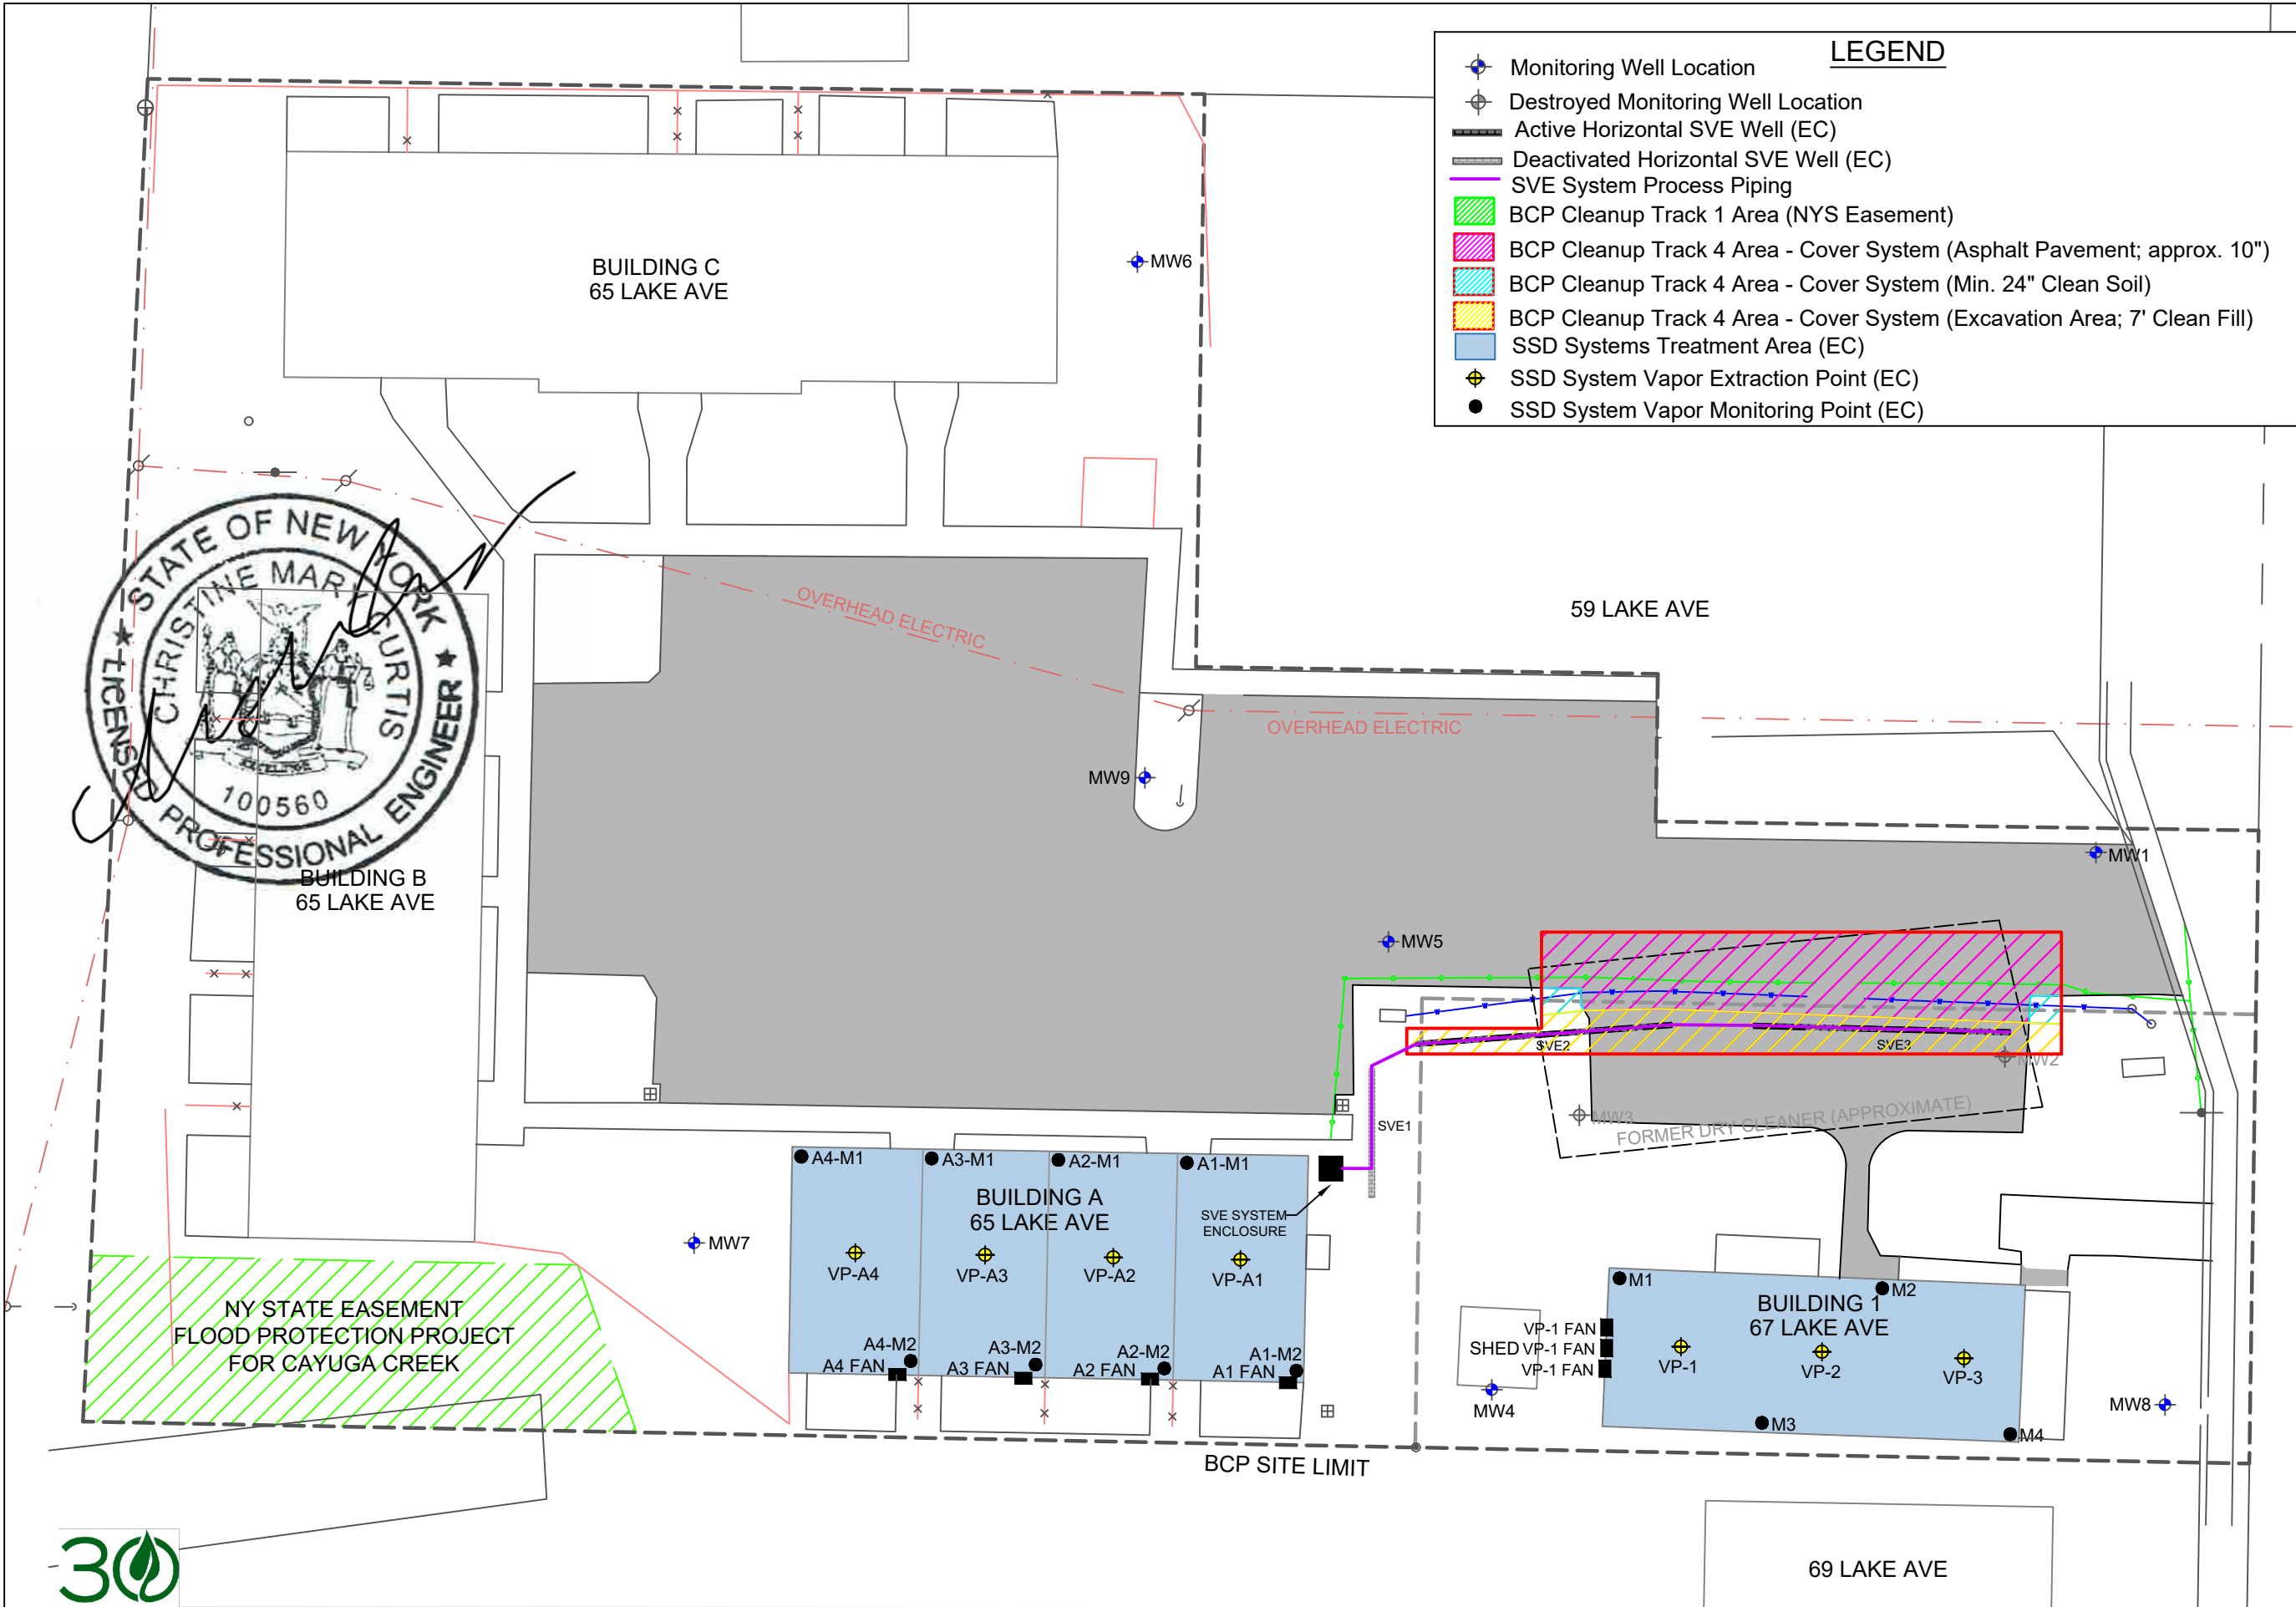 LEGEND
Monitoring Well Location
Destroyed Monitoring Well Location
Active Horizontal SVE Well (EC)
Deactivated Horizontal SVE Well (EC)
SVE System Process Piping
BCP Cleanup Track 1 Area (NYS Easement)
BCP Cleanup Track 4 Area - Cover System (Asphalt Pavement; approx. 10")
BCP Cleanup Track 4 Area - Cover System (Min. 24" Clean Soil)
BCP Cleanup Track 4 Area - Cover System (Excavation Area; 7' Clean Fill)
SSD Systems Treatment Area (EC)
SSD System Vapor Extraction Point (EC)
SSD System Vapor Monitoring Point (EC)
BUILDING C
65 LAKE AVE
MW6
STATE OF NEW YORK
CHRISTINE MARY CURTIS
EXCELSIOR
100560
LICENSED PROFESSIONAL ENGINEER
OVERHEAD ELECTRIC
59 LAKE AVE
OVERHEAD ELECTRIC
MW9
MW1
BUILDING B
65 LAKE AVE
MW5
SVE2
SVE3
MW2
MW3
FORMER DRY CLEANER (APPROXIMATE)
SVE1
A4-M1
A3-M1
A2-M1
A1-M1
BUILDING A
65 LAKE AVE
SVE SYSTEM
ENCLOSURE
MW7
VP-A4
VP-A3
VP-A2
VP-A1
A4-M2
A4 FAN
A3-M2
A3 FAN
A2-M2
A2 FAN
A1-M2
A1 FAN
NY STATE EASEMENT
FLOOD PROTECTION PROJECT
FOR CAYUGA CREEK
M1
M2
BUILDING 1
67 LAKE AVE
VP-1 FAN
SHED
VP-1 FAN
VP-1 FAN
VP-1
VP-2
VP-3
MW4
M3
M4
MW8
BCP SITE LIMIT
30
69 LAKE AVE